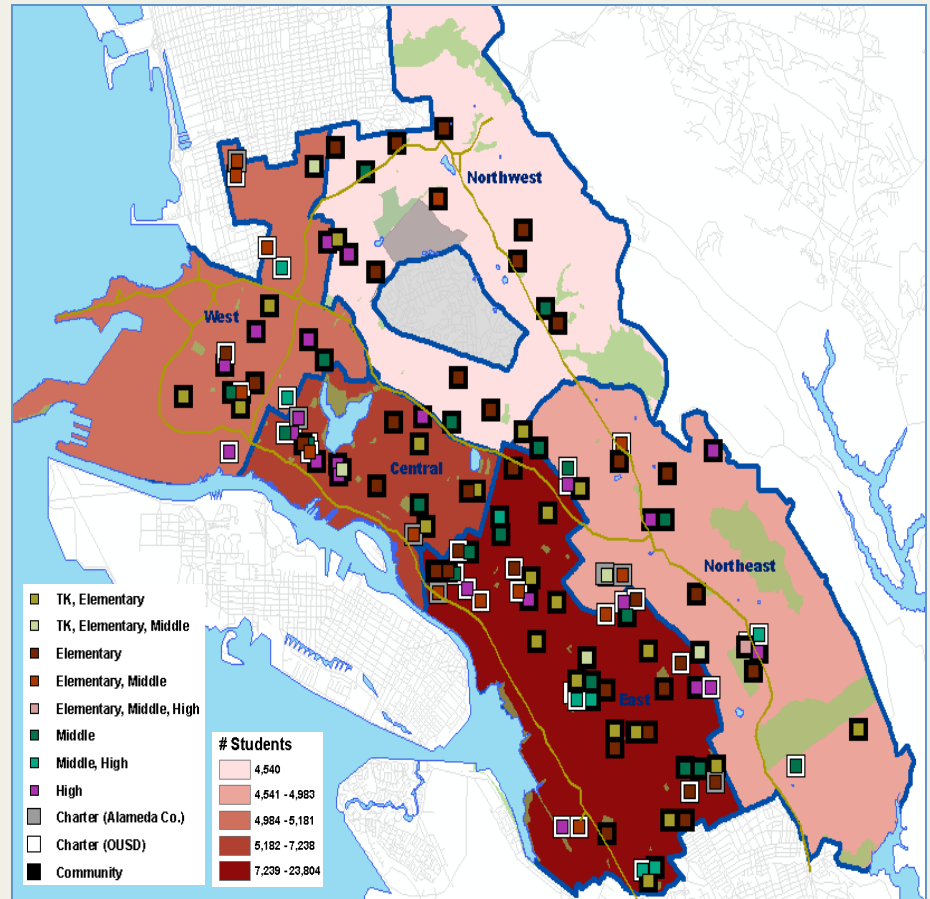 Northwest
West
Central
Northeast
East
TK, Elementary
TK, Elementary, Middle
Elementary
Elementary, Middle
Elementary, Middle, High
Middle
Middle, High
High
Charter (Alameda Co.)
Charter (OUSD)
Community
# Students
4,540
4,541 -4,983
4,984 -5,181
5,182 -7,238
7,239 -23,804